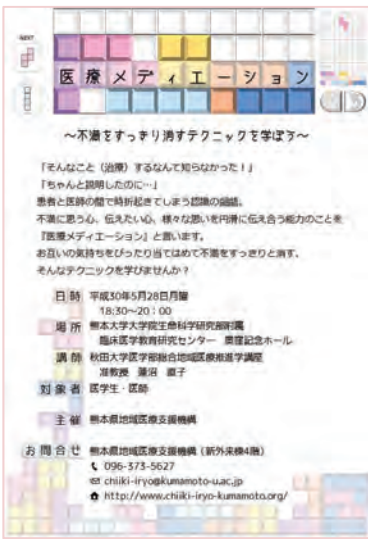 NEXT
医療メディエーション
～不満をすっきり消すテクニックを学ぼう～
「そんなこと（治療）するなんて知らなかった！」
「ちゃんと説明したのに…」
患者と医師の間で時折起きてしまう認識の齟齬。
不満に思う心、伝えたい心、様々な思いを円滑に伝え合う能力のことを
『医療メディエーション』と言います。
お互いの気持ちをぴったり当てはめて不満をすっきりと消す、
そんなテクニックを学びませんか？
日時 平成30年5月28日月曜
18:30～20：00
場所 熊本大学大学院生命科学研究部附属
臨床医学教育研究センター 奥窪記念ホール
講師 秋田大学医学部総合地域医療推進学講座
准教授 蓮沼 直子
対象者 医学生・医師
主催 熊本県地域医療支援機構
お問合せ 熊本県地域医療支援機構（新外来棟4階）
096-373-5627
chiiki-iryo@kumamoto-u.ac.jp
http://www.chiiki-iryo-kumamoto.org/